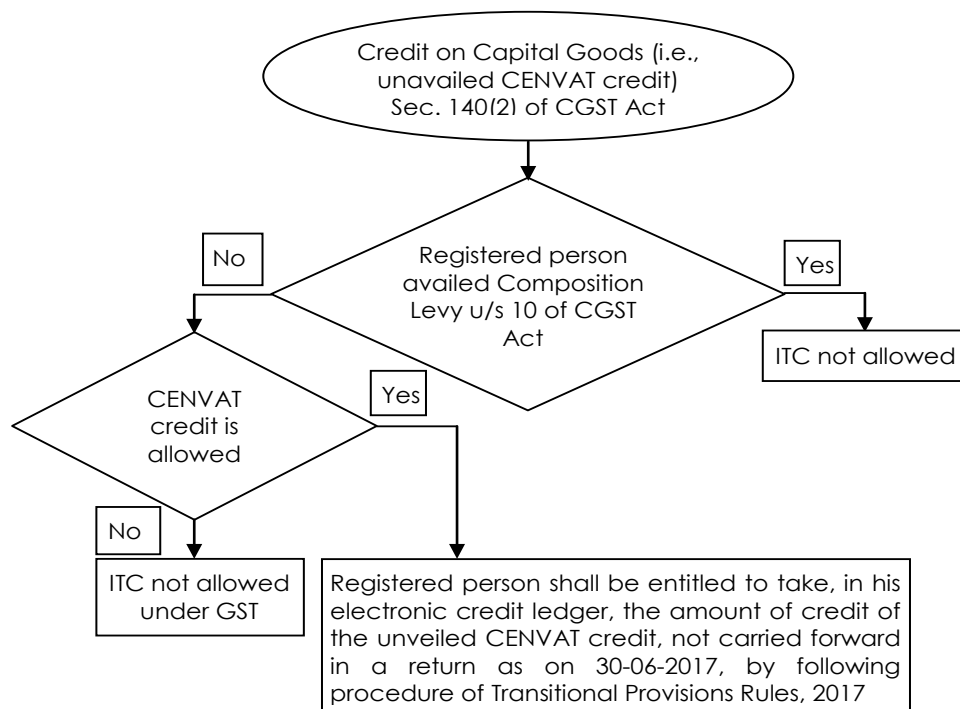 Credit on Capital Goods (i.e.,
unavailed CENVAT credit)
Sec. 140(2) of CGST Act
No
Registered person
availed Composition
Levy u/s 10 of CGST
Act
Yes
ITC not allowed
CENVAT
credit is
allowed
Yes
No
ITC not allowed
under GST
Registered person shall be entitled to take, in his
electronic credit ledger, the amount of credit of
the unveiled CENVAT credit, not carried forward
in a return as on 30-06-2017, by following
procedure of Transitional Provisions Rules, 2017